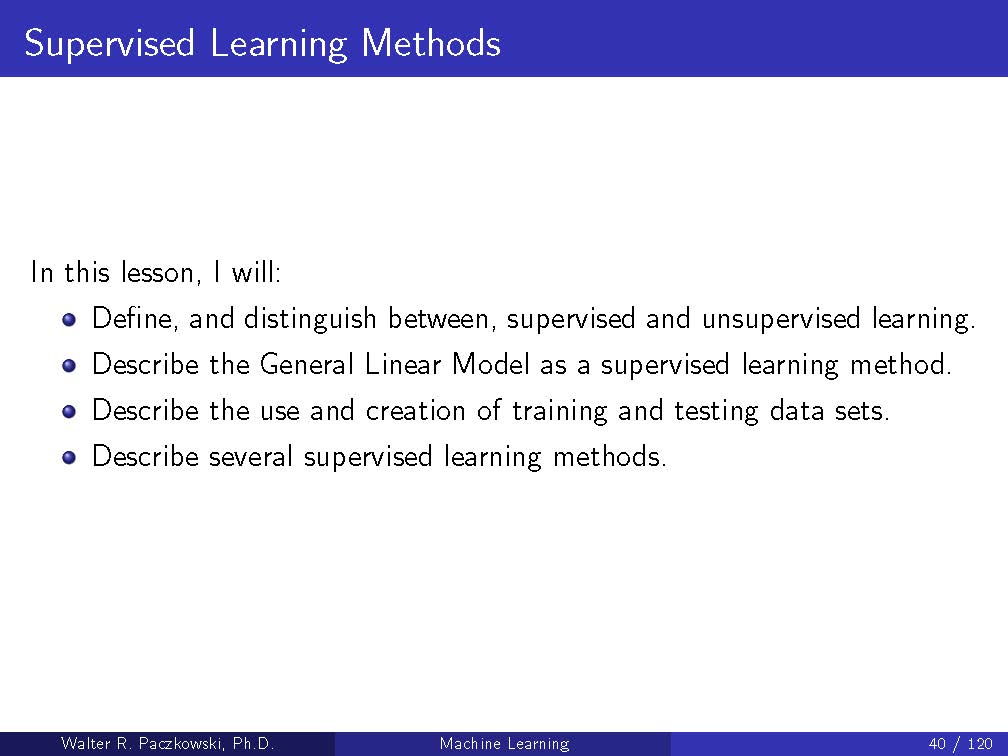 Supervised Learning Methods
In this lesson, I will:
Define, and distinguish between, supervised and unsupervised learning.
Describe the General Linear Model as a supervised learning method.
Describe the use and creation of training and testing data sets.
Describe several supervised learning methods.
Walter R. Paczkowski, Ph.D. Machine Learning 40 / 120